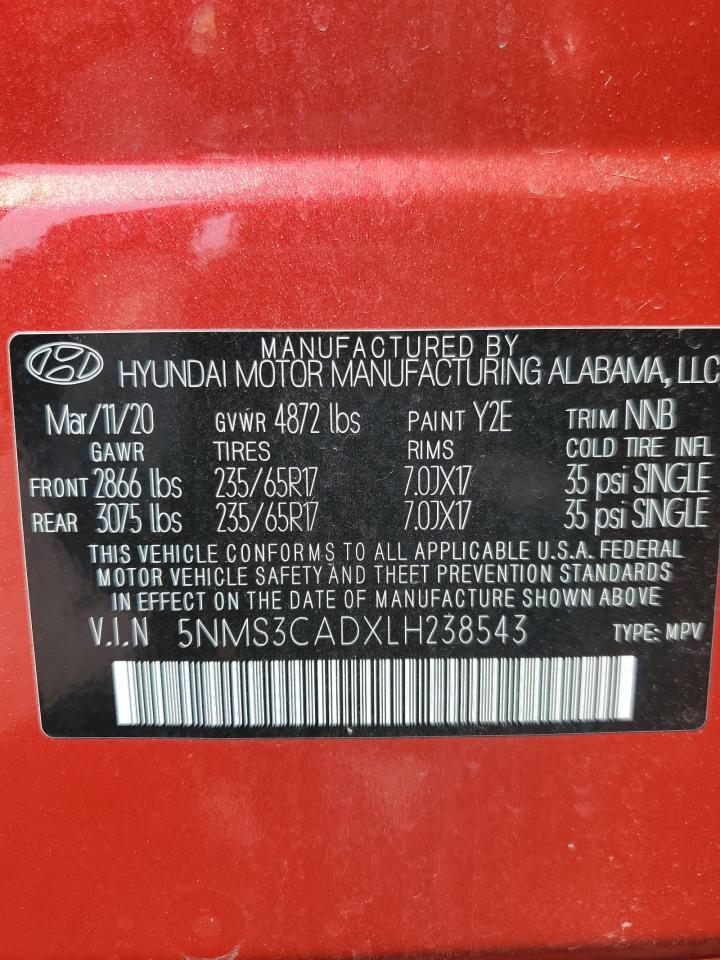 MANUFACTURED BY
HYUNDAI MOTOR MANUFACTURING ALABAMA, LLC
Mar/11/20 GVWR 4872 lbs PAINT Y2E TRIM NNB
GAWR TIRES RIMS COLD TIRE INFL
FRONT 2866 lbs 235/65R17 7.0JX17 35 psi SINGLE
REAR 3075 lbs 235/65R17 7.0JX17 35 psi SINGLE
THIS VEHICLE CONFORMS TO ALL APPLICABLE U.S.A. FEDERAL
MOTOR VEHICLE SAFETY AND THEFT PREVENTION STANDARDS
IN EFFECT ON THE DATE OF MANUFACTURE SHOWN ABOVE
V.I.N 5NMS3CADXLH238543 TYPE: MPV